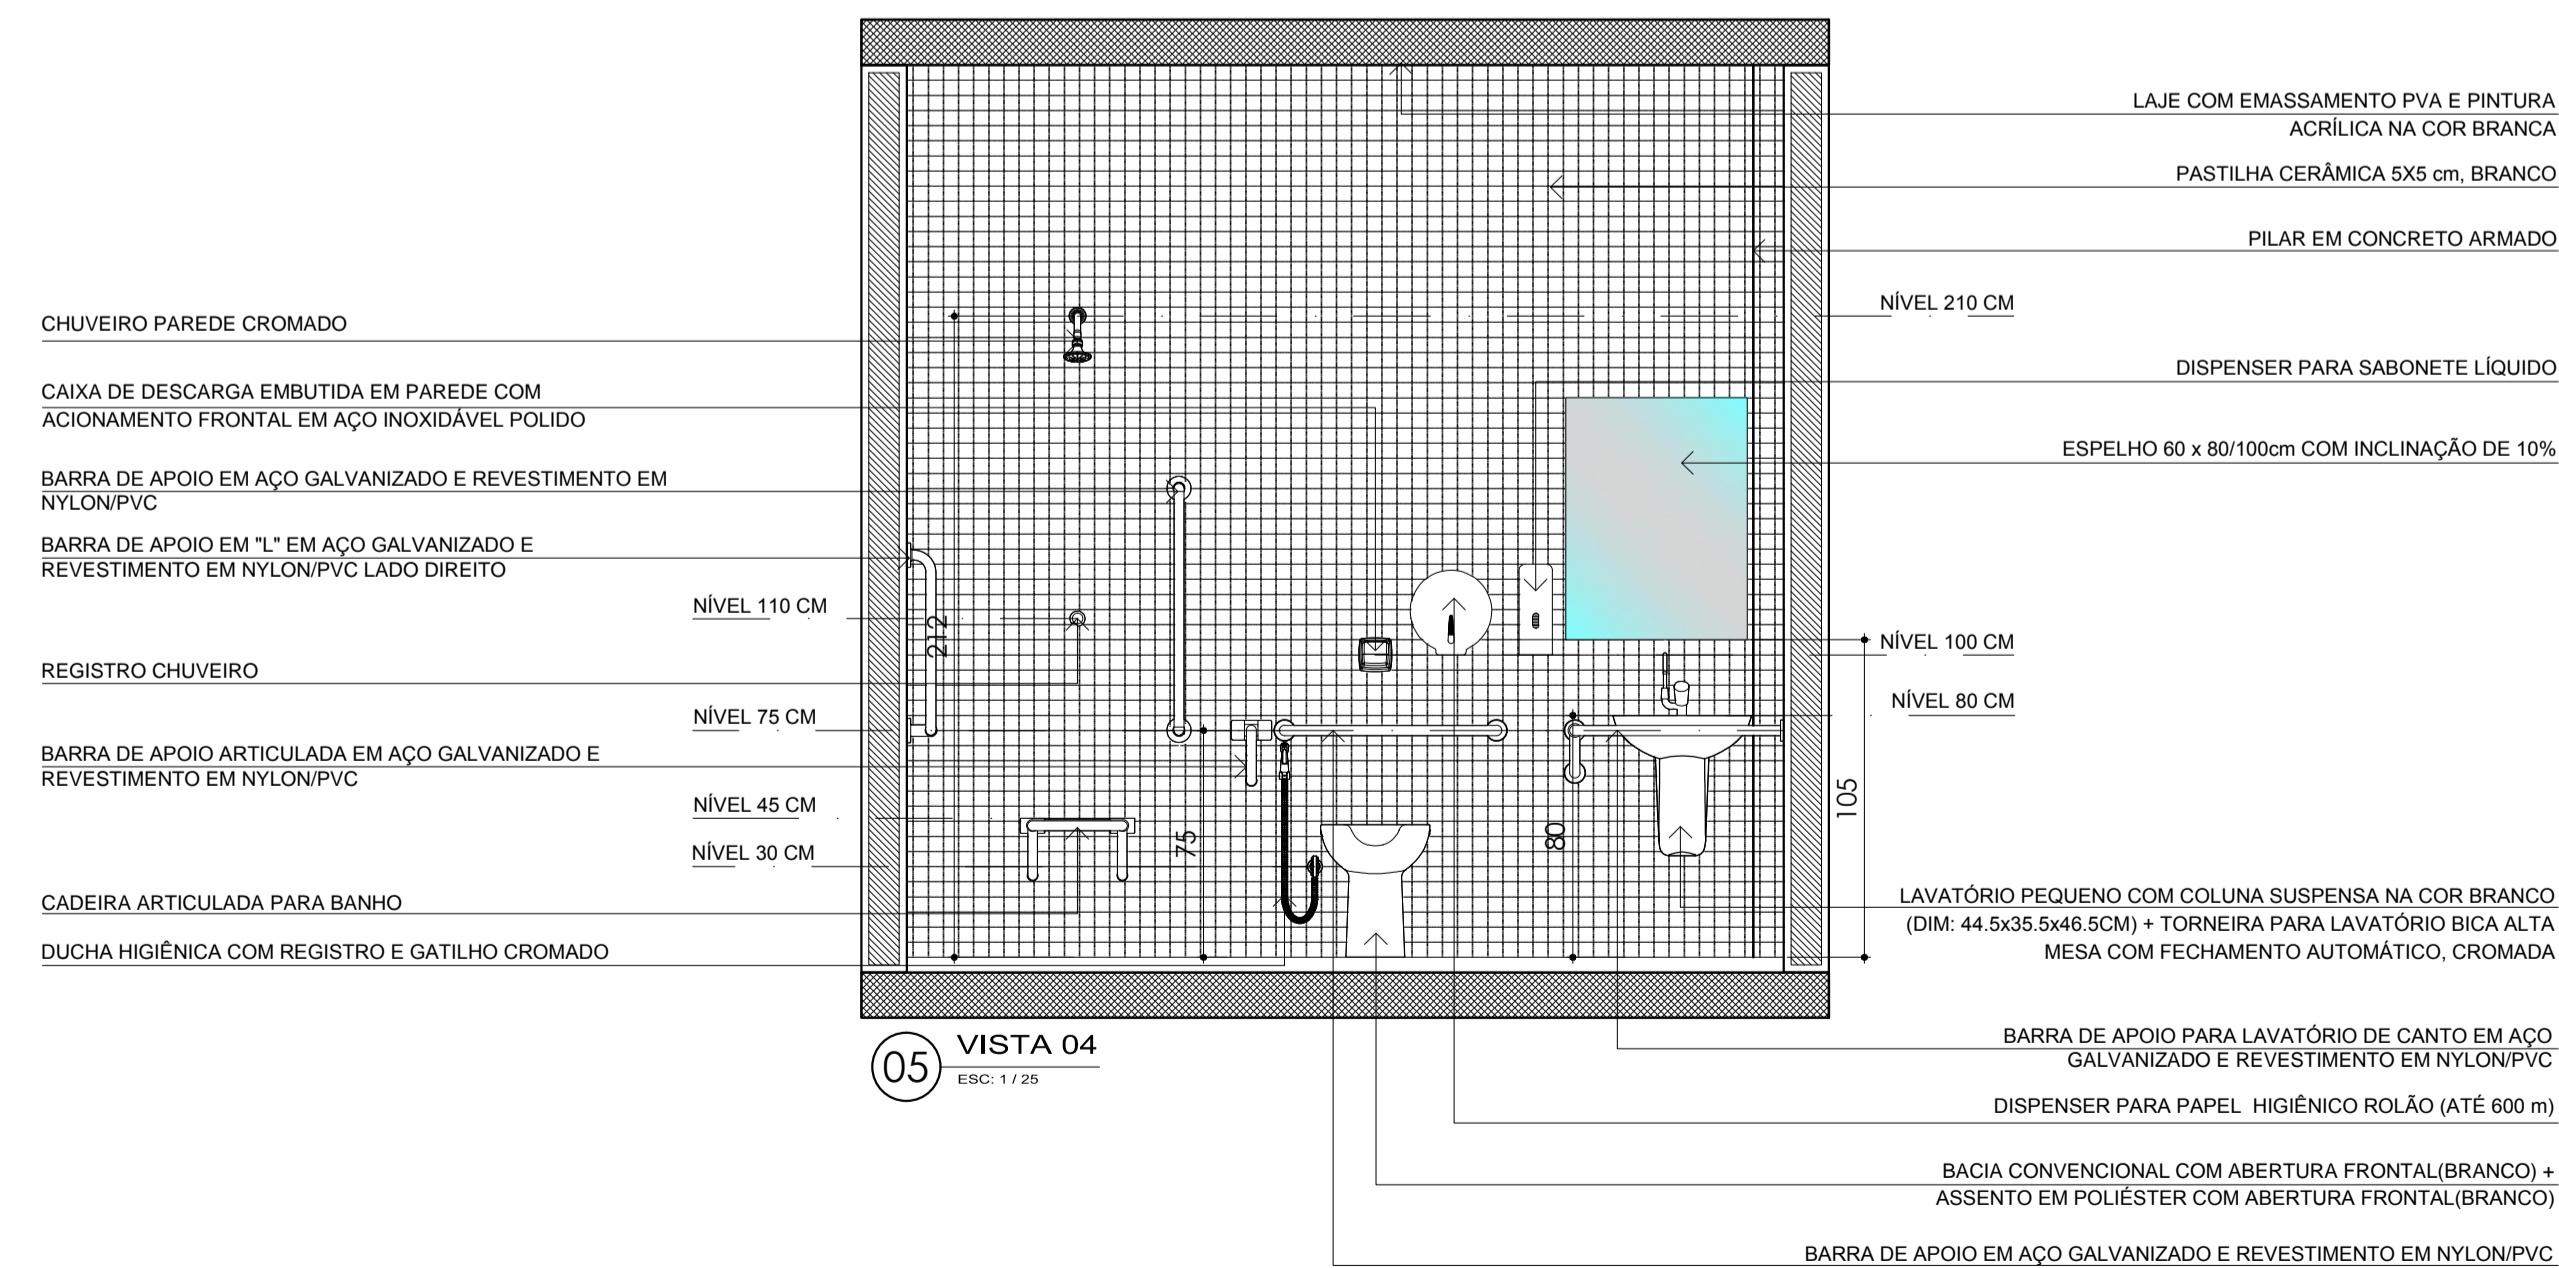 CHUVEIRO PAREDE CROMADO
CAIXA DE DESCARGA EMBUTIDA EM PAREDE COM
ACIONAMENTO FRONTAL EM AÇO INOXIDÁVEL POLIDO
BARRA DE APOIO EM AÇO GALVANIZADO E REVESTIMENTO EM
NYLON/PVC
BARRA DE APOIO EM "L" EM AÇO GALVANIZADO E
REVESTIMENTO EM NYLON/PVC LADO DIREITO
NÍVEL 110 CM
REGISTRO CHUVEIRO
NÍVEL 75 CM
BARRA DE APOIO ARTICULADA EM AÇO GALVANIZADO E
REVESTIMENTO EM NYLON/PVC
NÍVEL 45 CM
NÍVEL 30 CM
CADEIRA ARTICULADA PARA BANHO
DUCHA HIGIÊNICA COM REGISTRO E GATILHO CROMADO
212
75
80
105
LAJE COM EMASSAMENTO PVA E PINTURA
ACRÍLICA NA COR BRANCA
PASTILHA CERÂMICA 5X5 cm, BRANCO
PILAR EM CONCRETO ARMADO
NÍVEL 210 CM
DISPENSER PARA SABONETE LÍQUIDO
ESPELHO 60 x 80/100cm COM INCLINAÇÃO DE 10%
NÍVEL 100 CM
NÍVEL 80 CM
LAVATÓRIO PEQUENO COM COLUNA SUSPENSA NA COR BRANCO
(DIM: 44.5x35.5x46.5CM) + TORNEIRA PARA LAVATÓRIO BICA ALTA
MESA COM FECHAMENTO AUTOMÁTICO, CROMADA
BARRA DE APOIO PARA LAVATÓRIO DE CANTO EM AÇO
GALVANIZADO E REVESTIMENTO EM NYLON/PVC
DISPENSER PARA PAPEL HIGIÊNICO ROLÃO (ATÉ 600 m)
BACIA CONVENCIONAL COM ABERTURA FRONTAL(BRANCO) +
ASSENTO EM POLIÉSTER COM ABERTURA FRONTAL(BRANCO)
BARRA DE APOIO EM AÇO GALVANIZADO E REVESTIMENTO EM NYLON/PVC
05
VISTA 04
ESC: 1 / 25